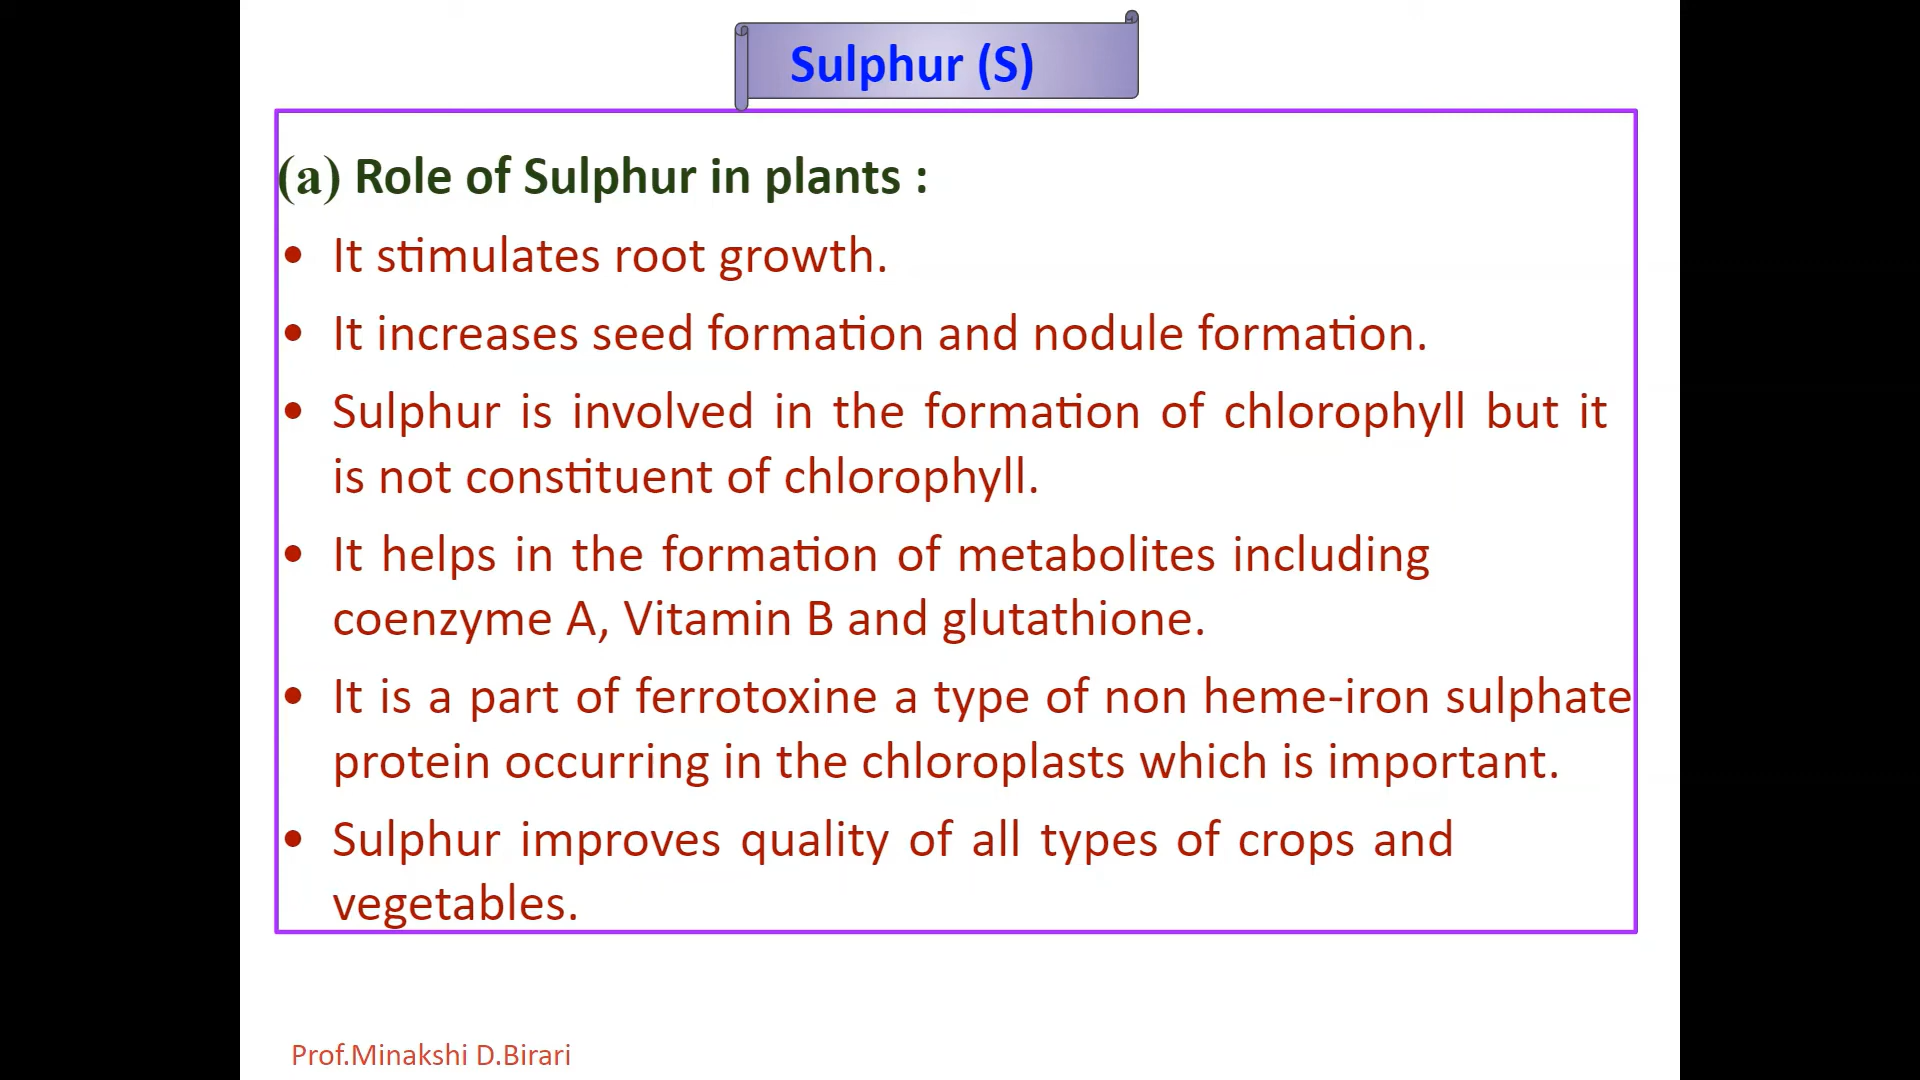 Sulphur (S)
(a) Role of Sulphur in plants :
• It stimulates root growth.
• It increases seed formation and nodule formation.
• Sulphur is involved in the formation of chlorophyll but it
is not constituent of chlorophyll.
• It helps in the formation of metabolites including
coenzyme A, Vitamin B and glutathione.
• It is a part of ferrotoxine a type of non heme-iron sulphate
protein occurring in the chloroplasts which is important.
• Sulphur improves quality of all types of crops and
vegetables.
Prof.Minakshi D.Birari